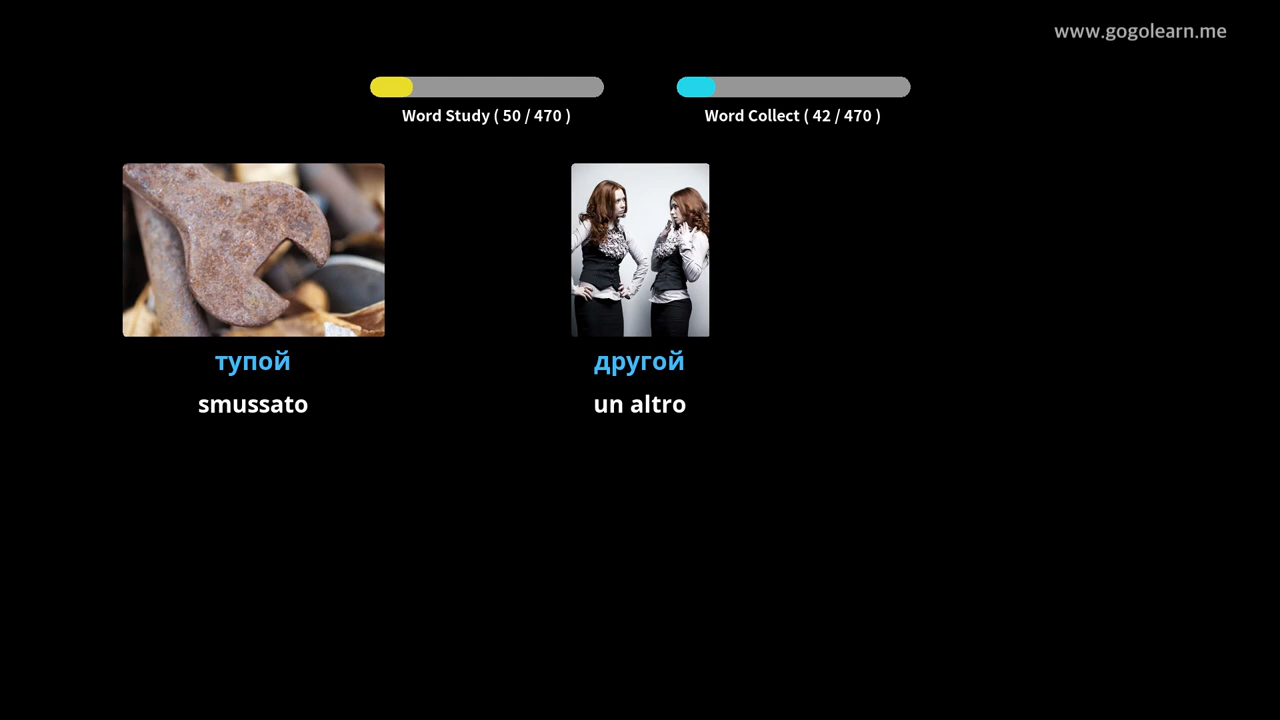 www.gogolearn.me
Word Study ( 50 / 470 )
Word Collect ( 42 / 470 )
тупой
smussato
другой
un altro